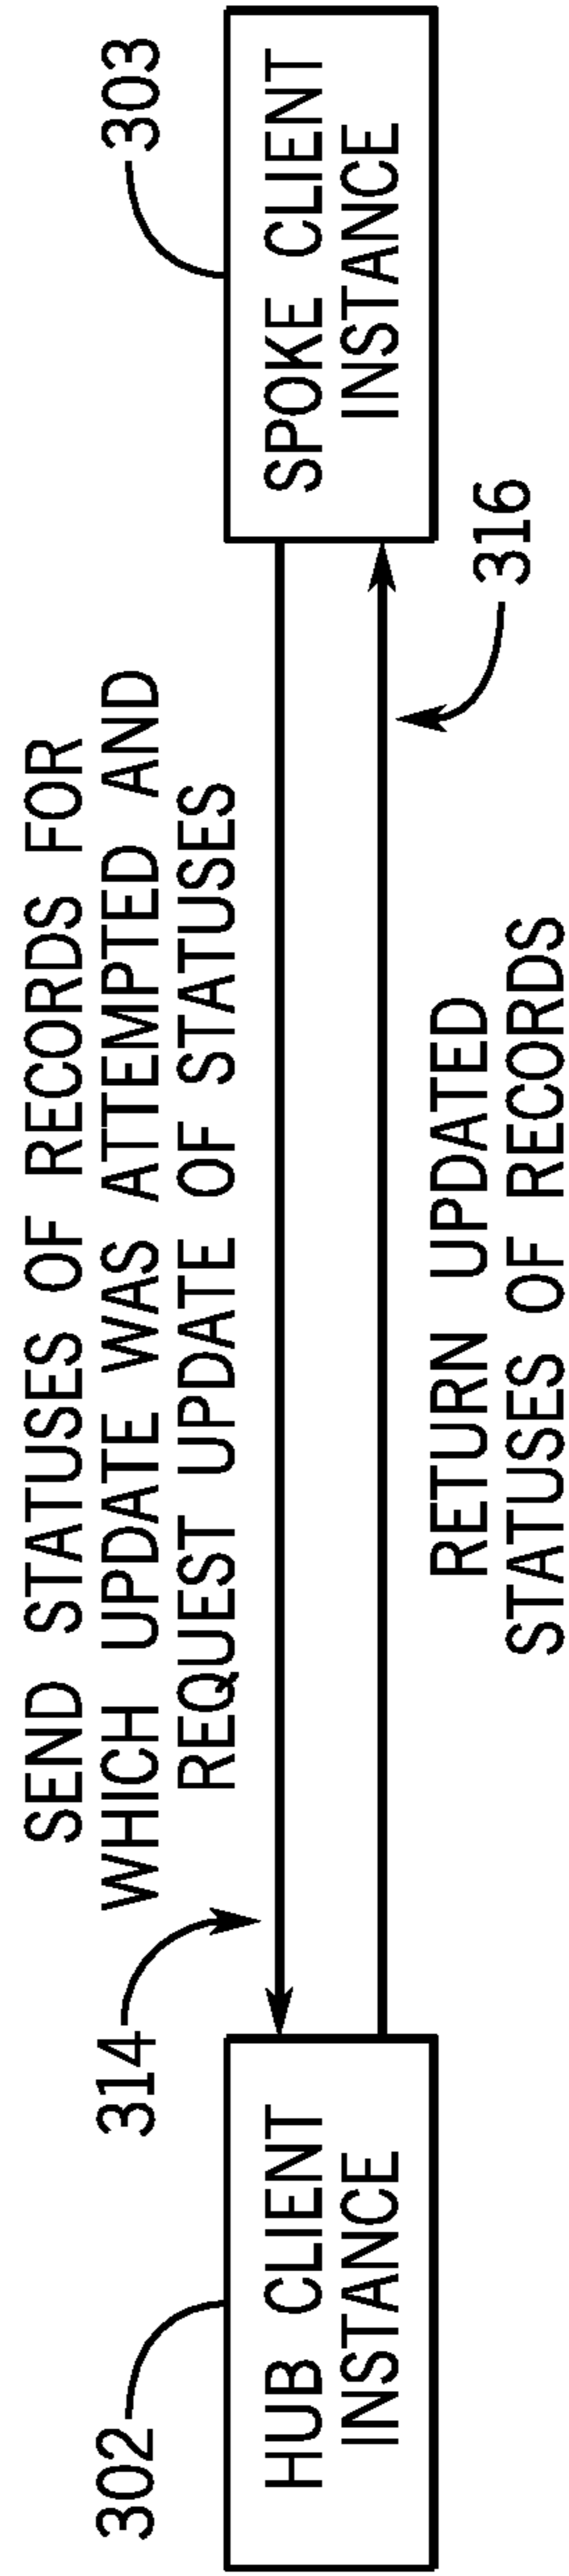 SEND STATUSES OF RECORDS FOR
WHICH UPDATE WAS ATTEMPTED AND
REQUEST UPDATE OF STATUSES
302
314
303
HUB CLIENT
INSTANCE
SPOKE CLIENT
INSTANCE
316
RETURN UPDATED
STATUSES OF RECORDS